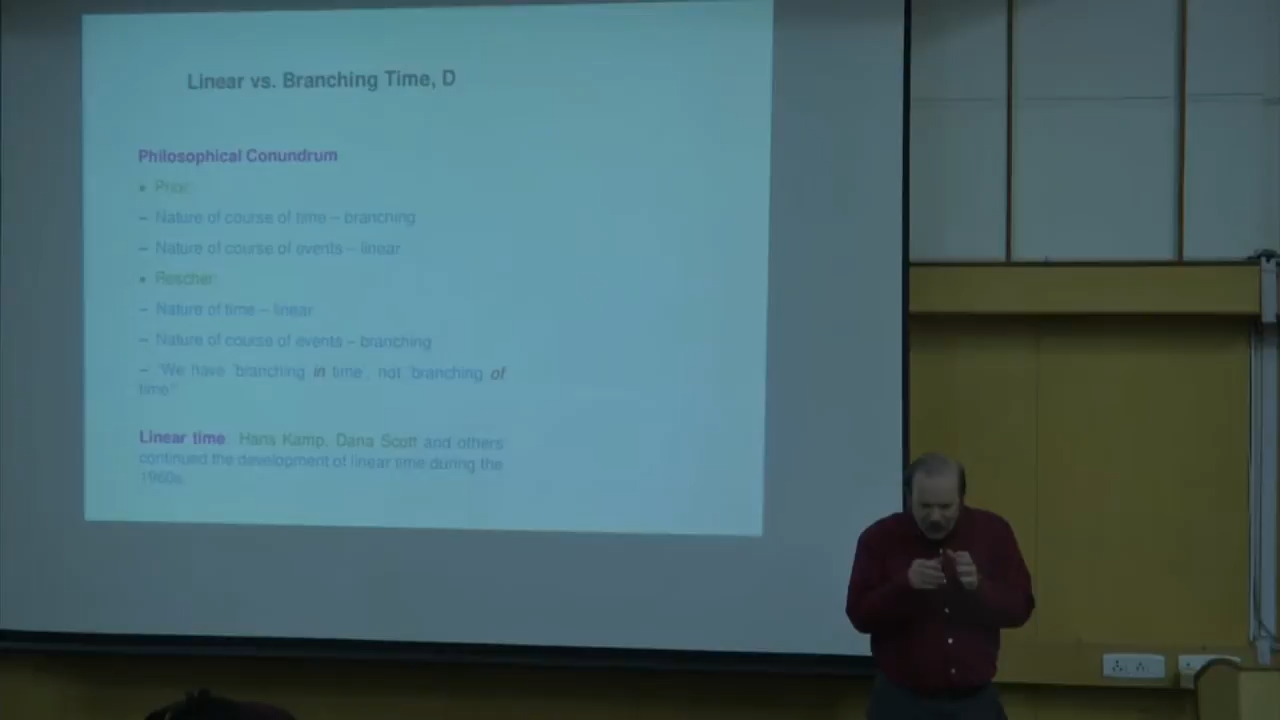 Linear vs. Branching Time, D
Philosophical Conundrum
• Prior:
– Nature of course of time – branching
– Nature of course of events – linear
• Rescher:
– Nature of time – linear
– Nature of course of events – branching
– "We have 'branching in time', not 'branching of
time'"
Linear time: Hans Kamp, Dana Scott and others
continued the development of linear time during the
1960s.